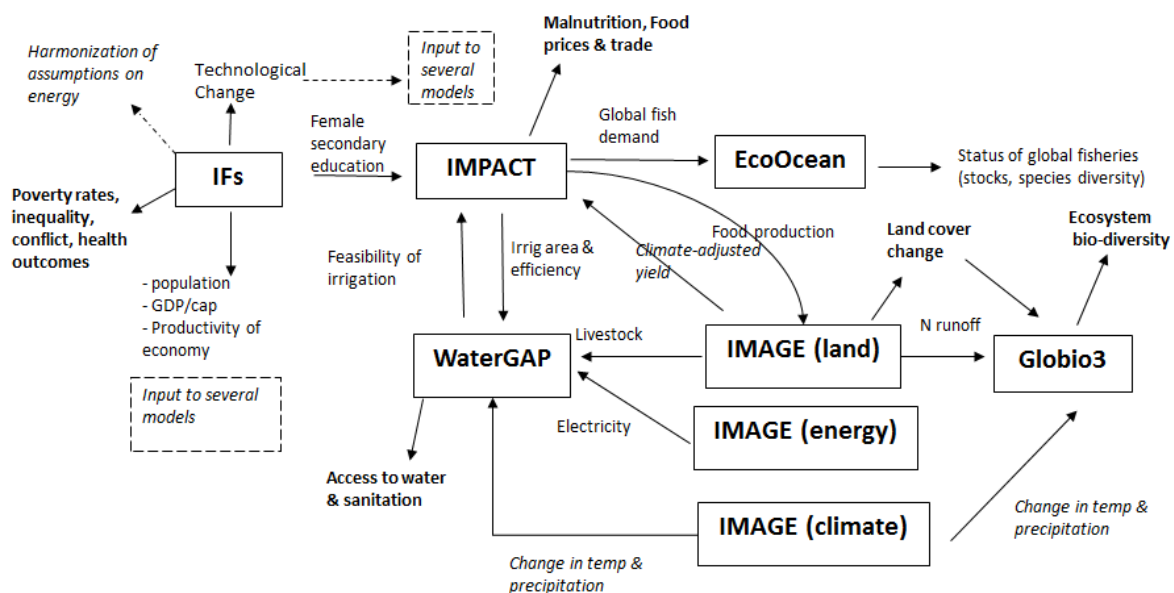 Malnutrition, Food
prices & trade
Harmonization of
assumptions on
energy
Technological
Change
Input to
several
models
Female
secondary
education
Global fish
demand
IFs
IMPACT
EcoOcean
Status of global fisheries
(stocks, species diversity)
Poverty rates,
inequality,
conflict, health
outcomes
Ecosystem
bio-diversity
Land cover
change
Food production
Climate-adjusted
yield
Feasibility of
irrigation
Irrig area &
efficiency
- population
- GDP/cap
- Productivity of
economy
Livestock
N runoff
WaterGAP
IMAGE (land)
Globio3
Input to several
models
Electricity
IMAGE (energy)
Access to water
& sanitation
IMAGE (climate)
Change in temp &
precipitation
Change in temp &
precipitation